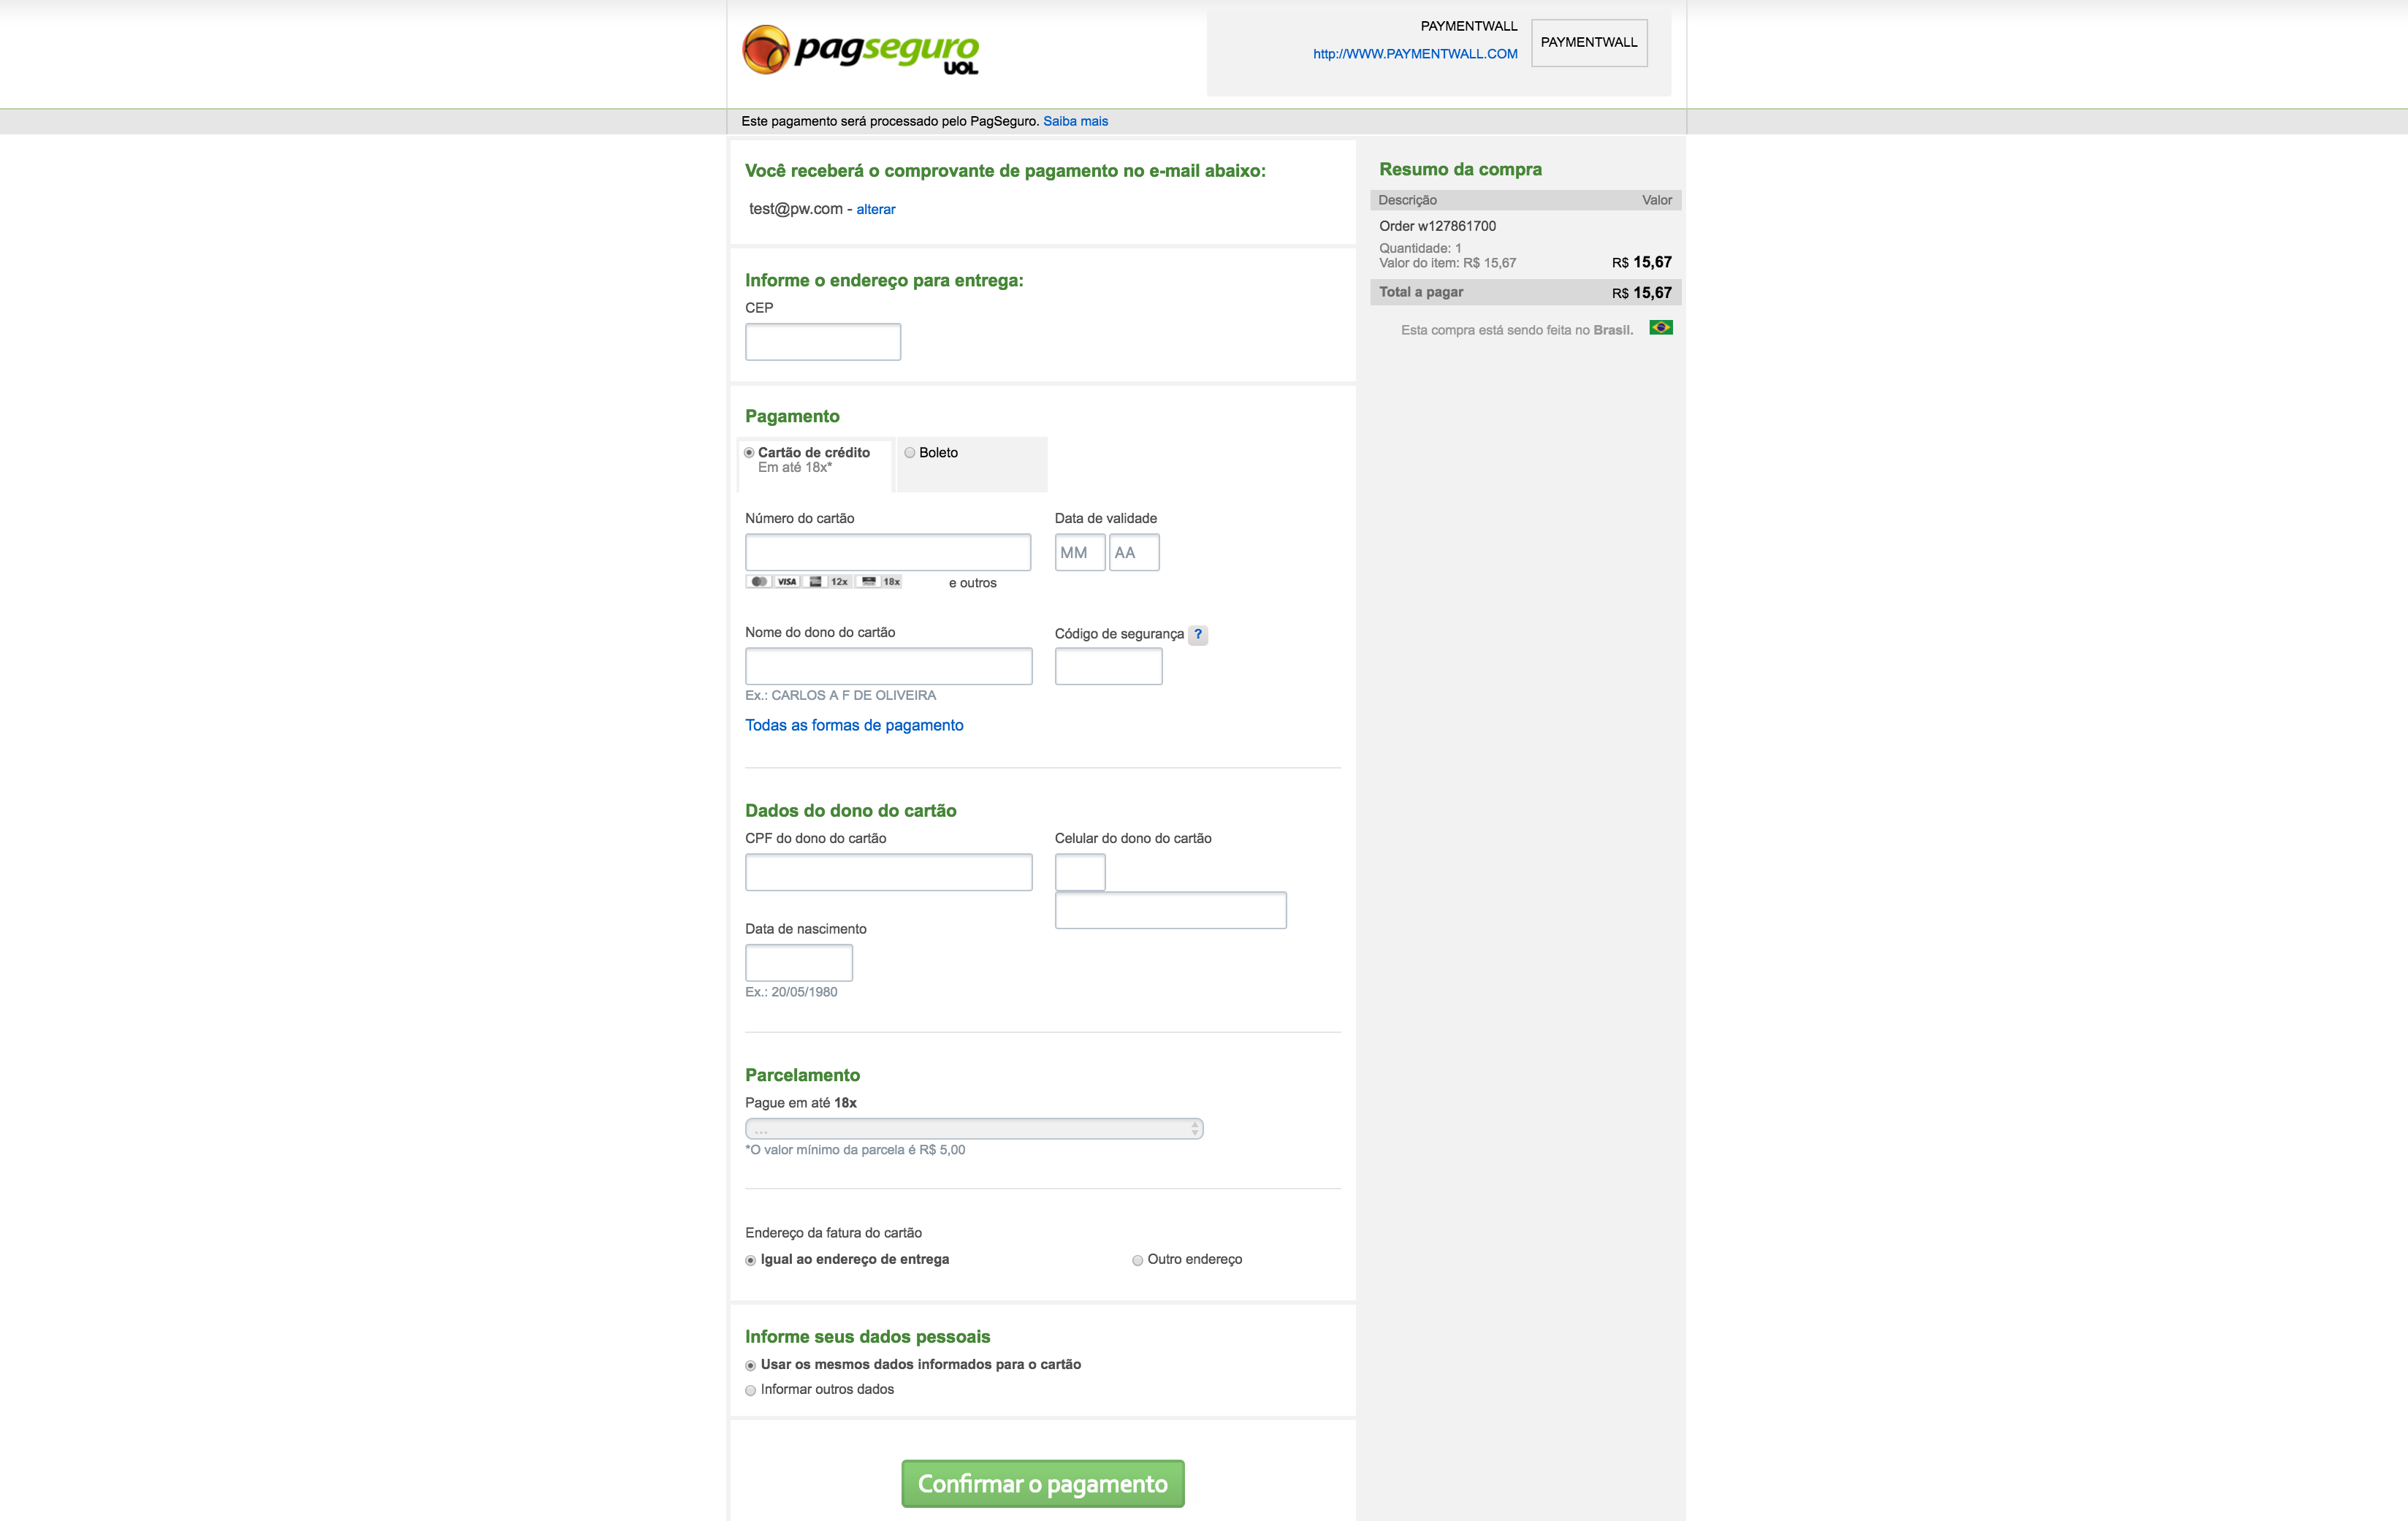 pagseguro
UOL
PAYMENTWALL
http://WWW.PAYMENTWALL.COM
PAYMENTWALL
Este pagamento será processado pelo PagSeguro. Saiba mais
Você receberá o comprovante de pagamento no e-mail abaixo:
test@pw.com - alterar
Informe o endereço para entrega:
CEP
Pagamento
Cartão de crédito
Em até 18x*
Boleto
Número do cartão
Data de validade
MM AA
VISA 12x 18x
e outros
Nome do dono do cartão
Código de segurança ?
Ex.: CARLOS A F DE OLIVEIRA
Todas as formas de pagamento
Dados do dono do cartão
CPF do dono do cartão
Celular do dono do cartão
Data de nascimento
Ex.: 20/05/1980
Parcelamento
Pague em até 18x
...
*O valor mínimo da parcela é R$ 5,00
Endereço da fatura do cartão
Igual ao endereço de entrega
Outro endereço
Informe seus dados pessoais
Usar os mesmos dados informados para o cartão
Informar outros dados
Confirmar o pagamento
Resumo da compra
Descrição Valor
Order w127861700
Quantidade: 1
Valor do item: R$ 15,67 R$ 15,67
Total a pagar R$ 15,67
Esta compra está sendo feita no Brasil.